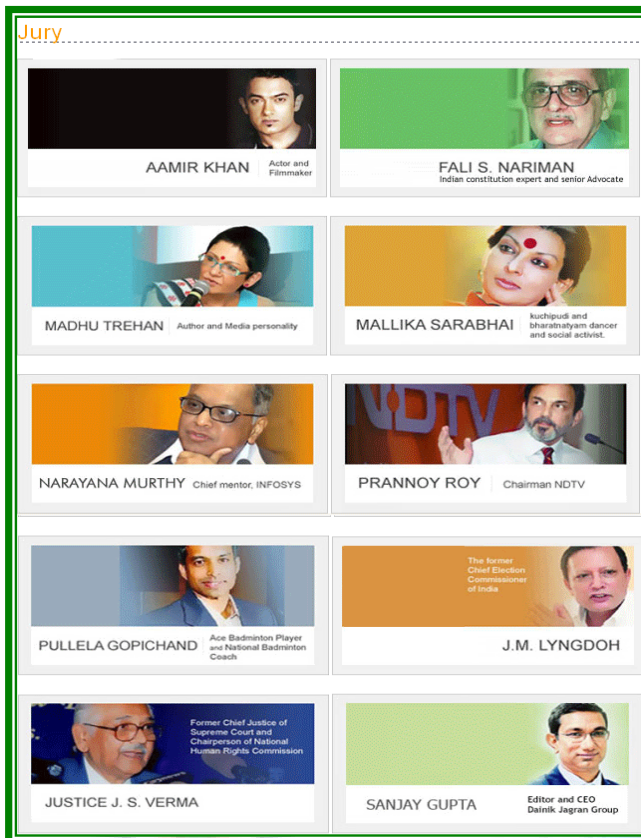 Jury
AAMIR KHAN
Actor and
Filmmaker
FALI S. NARIMAN
Indian constitution expert and senior Advocate
MADHU TREHAN
Author and Media personality
MALLIKA SARABHAI
kuchipudi and
bharatnatyam dancer
and social activist.
NARAYANA MURTHY
Chief mentor, INFOSYS
NDTV
PRANNOY ROY
Chairman NDTV
PULLELA GOPICHAND
Ace Badminton Player
and National Badminton
Coach
The former
Chief Election
Commissioner
of India
J.M. LYNGDOH
Former Chief Justice of
Supreme Court and
Chairperson of National
Human Rights Commission
JUSTICE J. S. VERMA
SANJAY GUPTA
Editor and CEO
Dainik Jagran Group